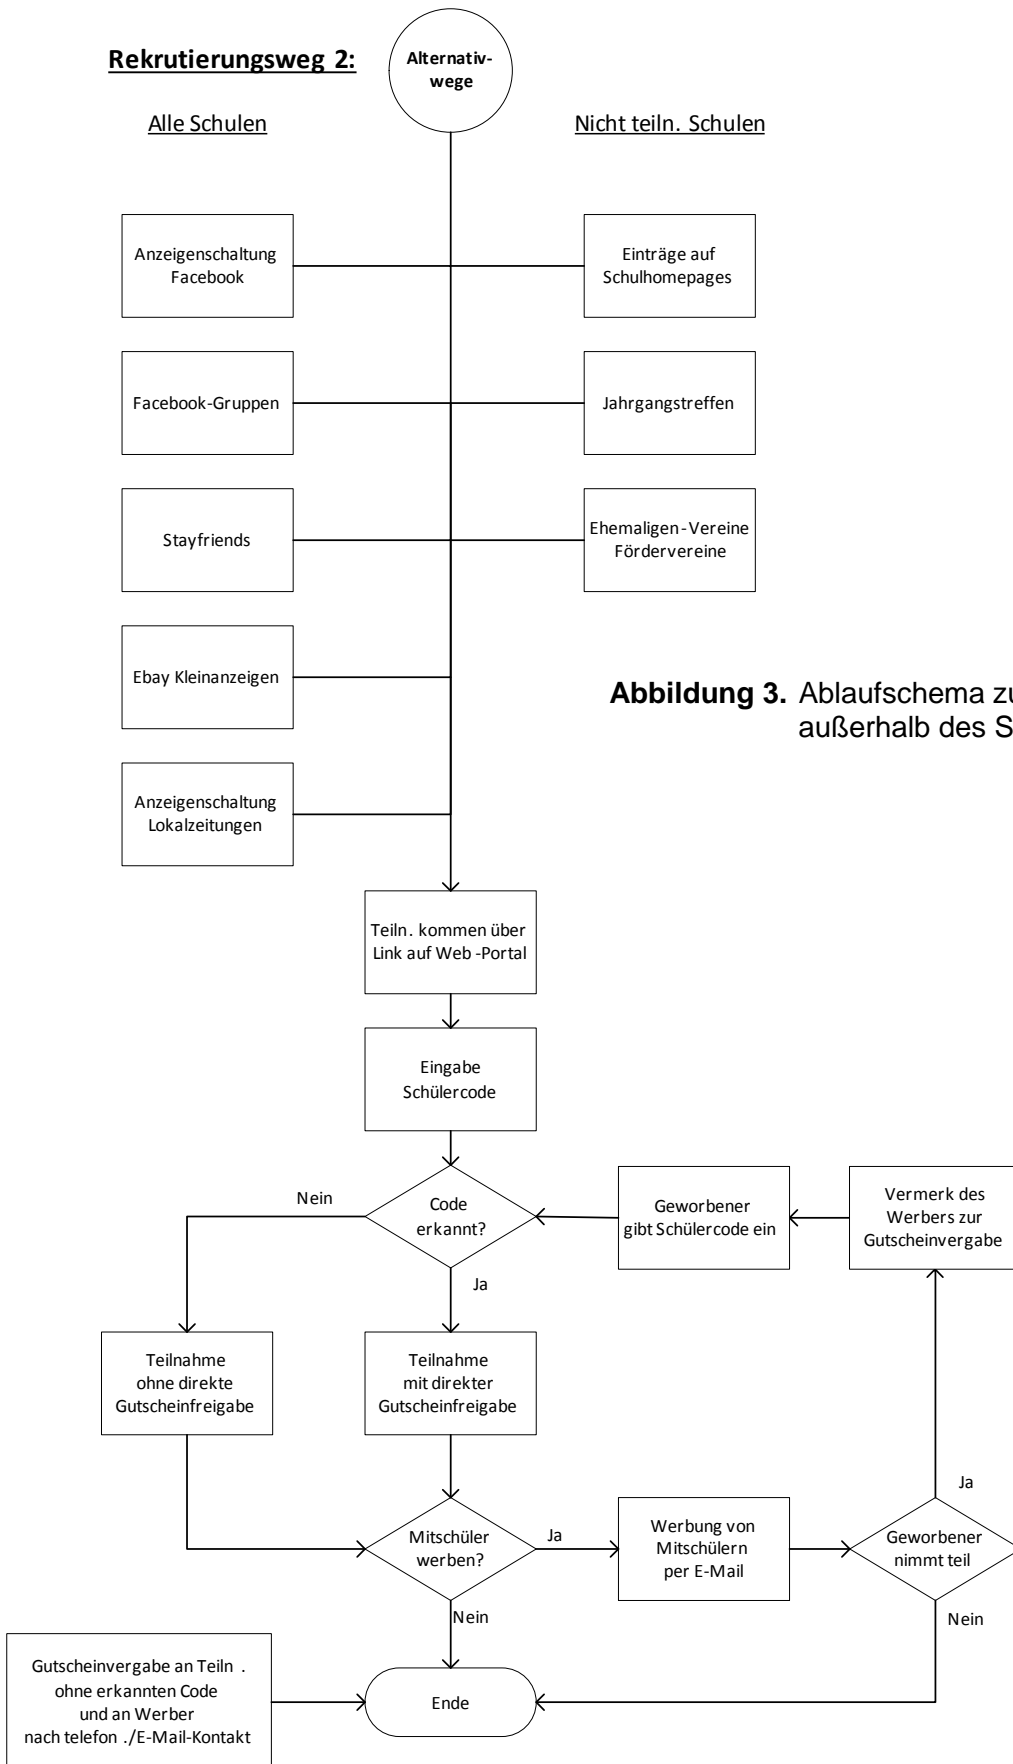 Rekrutierungsweg 2:
Alternativ-
wege
Alle Schulen
Nicht teiln. Schulen
Anzeigenschaltung
Facebook
Einträge auf
Schulhomepages
Facebook-Gruppen
Jahrgangstreffen
Stayfriends
Ehemaligen-Vereine
Fördervereine
Ebay Kleinanzeigen
Abbildung 3. Ablaufschema zu
außerhalb des S
Anzeigenschaltung
Lokalzeitungen
Teiln. kommen über
Link auf Web-Portal
Eingabe
Schülercode
Nein
Code
erkannt?
Ja
Geworbener
gibt Schülercode ein
Vermerk des
Werbers zur
Gutscheinvergabe
Teilnahme
ohne direkte
Gutscheinfreigabe
Teilnahme
mit direkter
Gutscheinfreigabe
Mitschüler
werben?
Ja
Nein
Werbung von
Mitschülern
per E-Mail
Ja
Geworbener
nimmt teil
Nein
Gutscheinvergabe an Teiln.
ohne erkannten Code
und an Werber
nach telefon./E-Mail-Kontakt
Ende